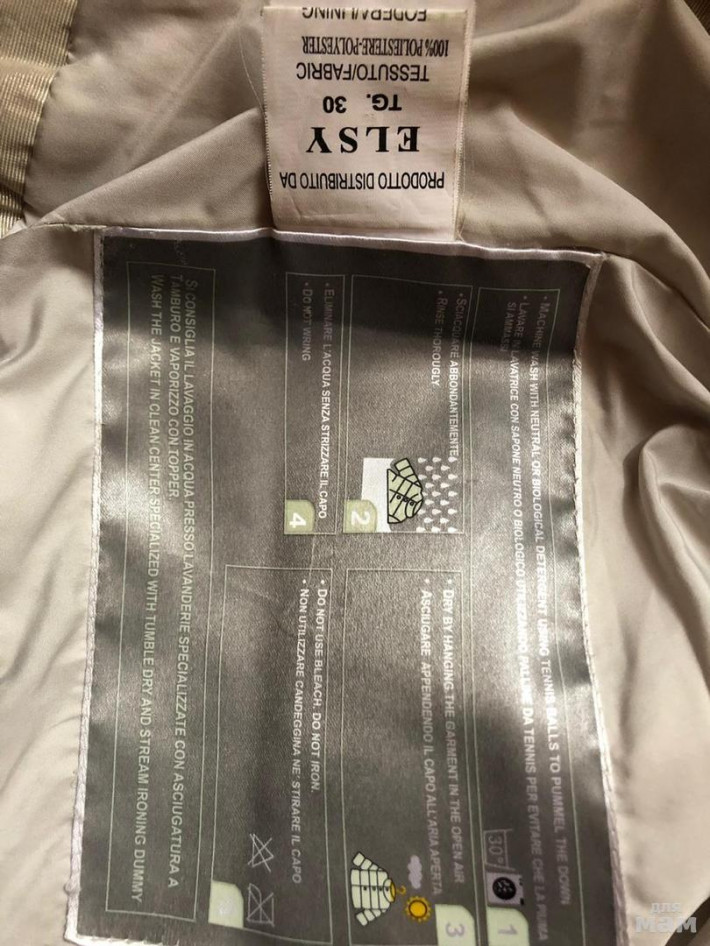 PRODOTTO DISTRIBUITO DA
ELSY
TG. 30
TESSUTO/FABRIC
100% POLIESTERE-POLYESTER
FODERA/LINING
• MACHINE WASH WITH NEUTRAL OR BIOLOGICAL DETERGENT USING TENNIS BALLS TO PUMMEL THE DOWN
• LAVARE IN LAVATRICE CON SAPONE NEUTRO O BIOLOGICO UTILIZZANDO PALLINE DA TENNIS PER EVITARE CHE LA PIUMA
SI AMMASSI
30°
1
• SCIACQUARE ABBONDANTEMENTE
• RINSE THOROUGLY
2
• DRY BY HANGING THE GARMENT IN THE OPEN AIR
• ASCIUGARE APPENDENDO IL CAPO ALL'ARIA APERTA
3
• ELIMINARE L'ACQUA SENZA STRIZZARE IL CAPO
• DO NOT WRING
4
• DO NOT USE BLEACH. DO NOT IRON.
• NON UTILIZZARE CANDEGGINA NE' STIRARE IL CAPO
SI CONSIGLIA IL LAVAGGIO IN ACQUA PRESSO LAVANDERIE SPECIALIZZATE CON ASCIUGATURA A
TAMBURO E VAPORIZZO CON TOPPER.
WASH THE JACKET IN CLEAN CENTER SPECIALIZED WITH TUMBLE DRY AND STREAM IRONING DUMMY
для
мам